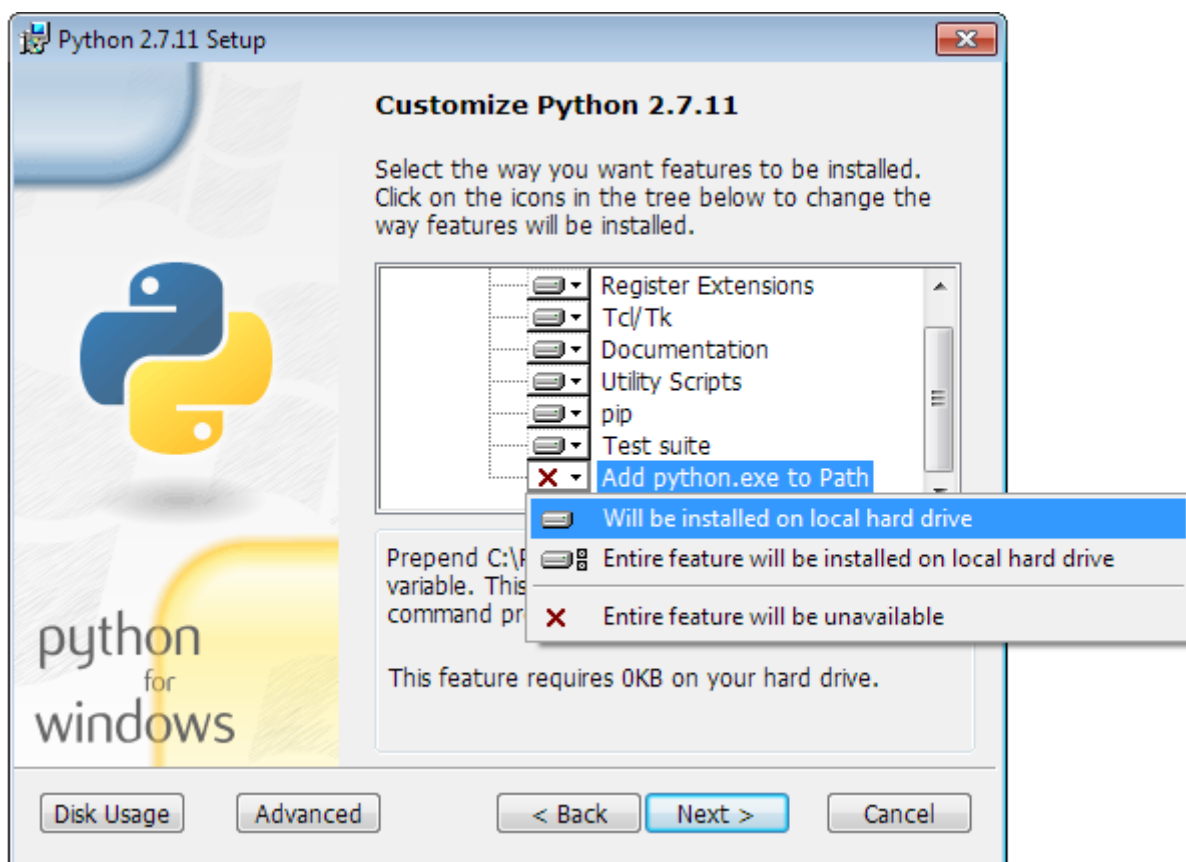 Python 2.7.11 Setup
Customize Python 2.7.11
Select the way you want features to be installed.
Click on the icons in the tree below to change the
way features will be installed.
Register Extensions
Tcl/Tk
Documentation
Utility Scripts
pip
Test suite
Add python.exe to Path
Will be installed on local hard drive
Entire feature will be installed on local hard drive
Entire feature will be unavailable
Prepend C:\
variable. This
command
This feature requires 0KB on your hard drive.
python
for
windows
Disk Usage
Advanced
< Back
Next >
Cancel